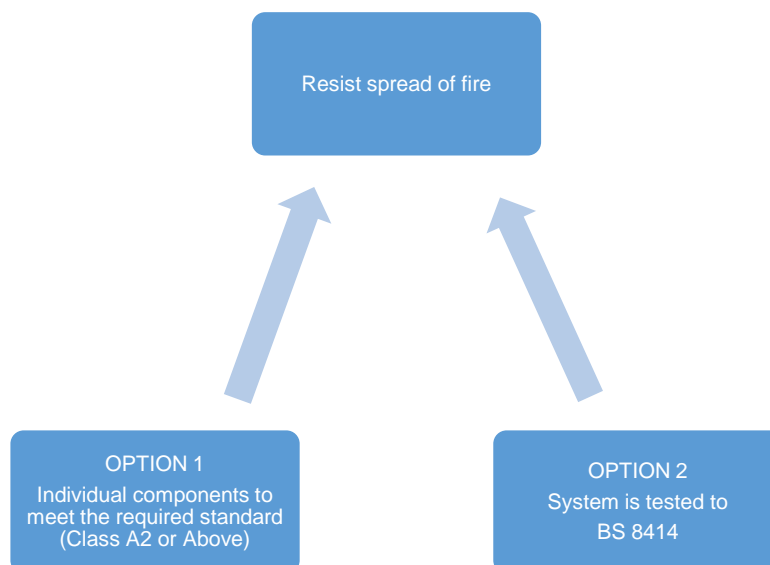 Resist spread of fire
OPTION 1
Individual components to
meet the required standard
(Class A2 or Above)
OPTION 2
System is tested to
BS 8414